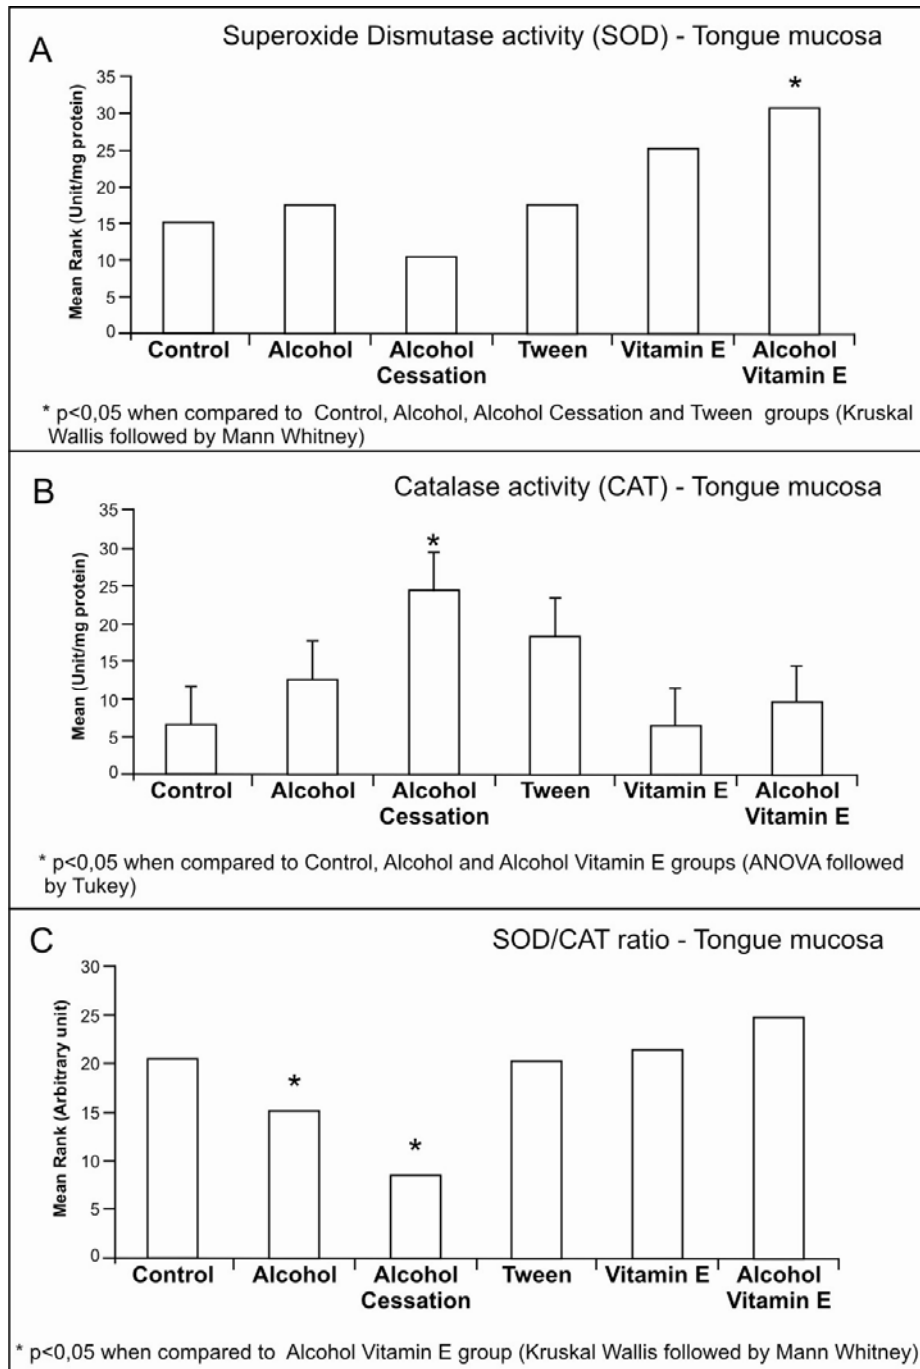 A
Superoxide Dismutase activity (SOD) - Tongue mucosa
Mean Rank (Unit/mg protein)
35
30
25
20
15
10
5
0
*
Control Alcohol Alcohol Tween Vitamin E Alcohol
Cessation Vitamin E
* p<0,05 when compared to Control, Alcohol, Alcohol Cessation and Tween groups (Kruskal
Wallis followed by Mann Whitney)
B
Catalase activity (CAT) - Tongue mucosa
Mean (Unit/mg protein)
35
30
25
20
15
10
5
0
*
Control Alcohol Alcohol Tween Vitamin E Alcohol
Cessation Vitamin E
* p<0,05 when compared to Control, Alcohol and Alcohol Vitamin E groups (ANOVA followed
by Tukey)
C
SOD/CAT ratio - Tongue mucosa
Mean Rank (Arbitrary unit)
30
25
20
15
10
5
0
*
*
Control Alcohol Alcohol Tween Vitamin E Alcohol
Cessation Vitamin E
* p<0,05 when compared to Alcohol Vitamin E group (Kruskal Wallis followed by Mann Whitney)